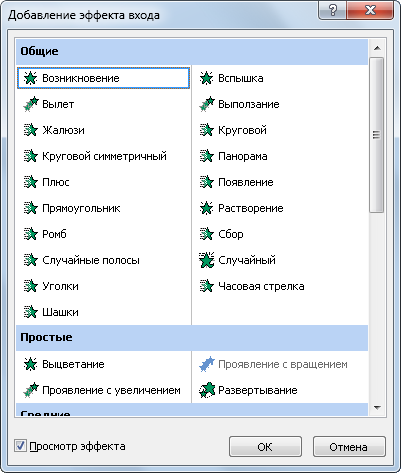 Добавление эффекта входа
Общие
Возникновение Вспышка
Вылет Выползание
Жалюзи Круговой
Круговой симметричный Панорама
Плюс Появление
Прямоугольник Растворение
Ромб Сбор
Случайные полосы Случайный
Уголки Часовая стрелка
Шашки
Простые
Выцветание Проявление с вращением
Проявление с увеличением Развертывание
Средние
Просмотр эффекта ОК Отмена